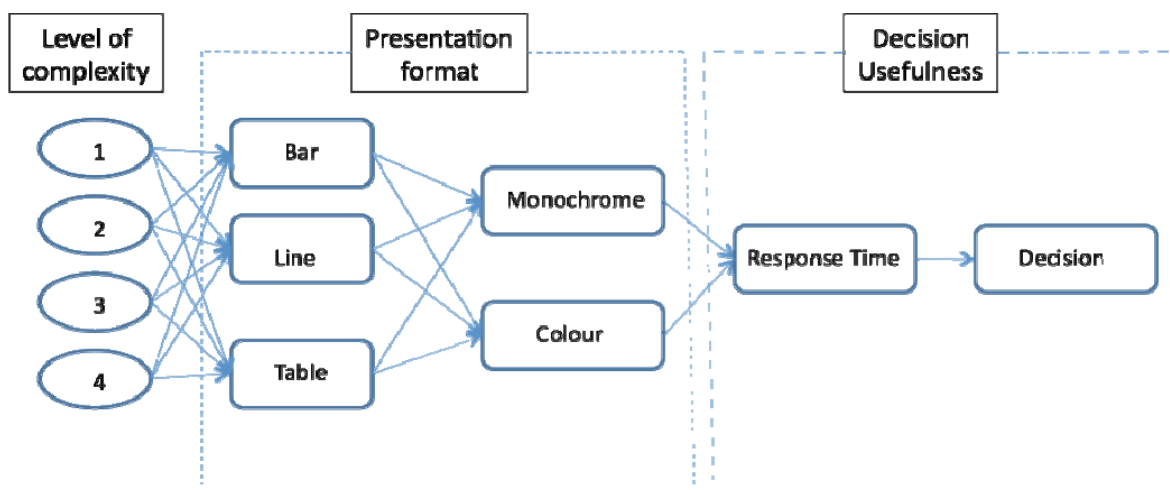 Level of
complexity
Presentation
format
Decision
Usefulness
1
2
3
4
Bar
Line
Table
Monochrome
Colour
Response Time
Decision